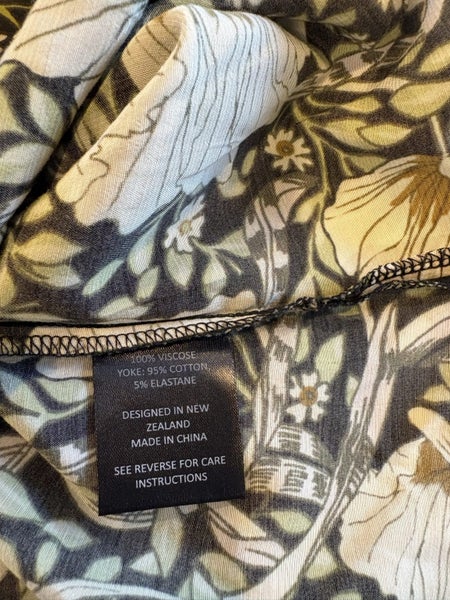 100% VISCOSE
YOKE: 95% COTTON,
5% ELASTANE
DESIGNED IN NEW
ZEALAND
MADE IN CHINA
SEE REVERSE FOR CARE
INSTRUCTIONS